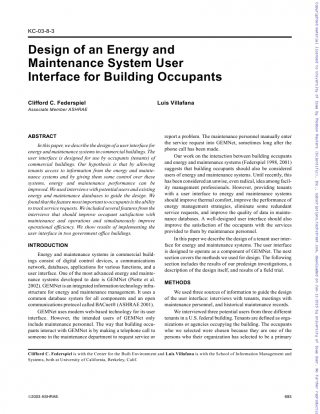 KC-03-8-3
Design of an Energy and
Maintenance System User
Interface for Building Occupants
Clifford C. Federspiel
Luis Villafana
Associate Member ASHRAE
ABSTRACT
In this paper, we describe the design of a tenant interface for
energy and maintenance systems in commercial buildings. The
user interface is designed for use by occupants (tenants) of
commercial buildings. Our hypothesis is that by allowing
tenants access to information from the energy and mainte-
nance systems and by giving them some control over these
systems, energy and maintenance performance can be
improved. We used interviews with potential users and existing
energy and maintenance databases to guide the design. We
found that the feature most important to occupants is the ability
to track service requests. We included several features from the
interviews that should improve occupant satisfaction with
maintenance and operations and simultaneously improve
operational efficiency. We show results of implementing the
user interface in two government office buildings.
INTRODUCTION
Energy and maintenance systems in commercial build-
ings consist of digital control devices, a communications
network, databases, applications for various functions, and a
user interface. One of the most advanced energy and mainte-
nance systems developed to date is GEMnet (Piette et al.
2002). GEMnet is an integrated information technology infra-
structure for energy and maintenance management. It uses a
common database system for all components and an open
communications protocol called BACnet® (ASHRAE 2001).
GEMnet uses modern web-based technology for its user
interface. However, the intended users of GEMnet only
include maintenance personnel. The way that building occu-
pants interact with GEMnet is by making a telephone call to
someone in the maintenance department to request service or
report a problem. The maintenance personnel manually enter
the service request into GEMnet, sometimes long after the
phone call has been made.
Our work on the interaction between building occupants
and energy and maintenance systems (Federspiel 1998, 2001)
suggests that building occupants should also be considered
users of energy and maintenance systems. Until recently, this
has been considered unwise, even radical, idea among facil-
ity management professionals. However, providing tenants
with a user interface to energy and maintenance systems
should improve thermal comfort, improve the performance of
energy management strategies, eliminate some redundant
service requests, and improve the quality of data in mainte-
nance databases. A well-designed user interface should also
improve the satisfaction of the occupants with the services
provided to them by maintenance personnel.
In this paper we describe the design of a tenant user inter-
face for energy and maintenance systems. The user interface
is designed to operate as a component of GEMnet. The next
section covers the methods we used for design. The following
section includes the results of our predesign investigations, a
description of the design itself, and results of a field trial.
METHODS
We used three sources of information to guide the design
of the user interface: interviews with tenants, meetings with
maintenance personnel, and historical maintenance records.
We interviewed three potential users from three different
tenants in a U.S. federal building. Tenants are defined as orga-
nizations or agencies occupying the building. The occupants
who we selected were chosen because they are one of the
persons who their organization has selected to be a primary
Clifford C. Federspiel is with the Center for the Built Environment and Luis Villafana is with the School of Information Management and
Systems, both at University of California, Berkeley, Calif.
©2003 ASHRAE.